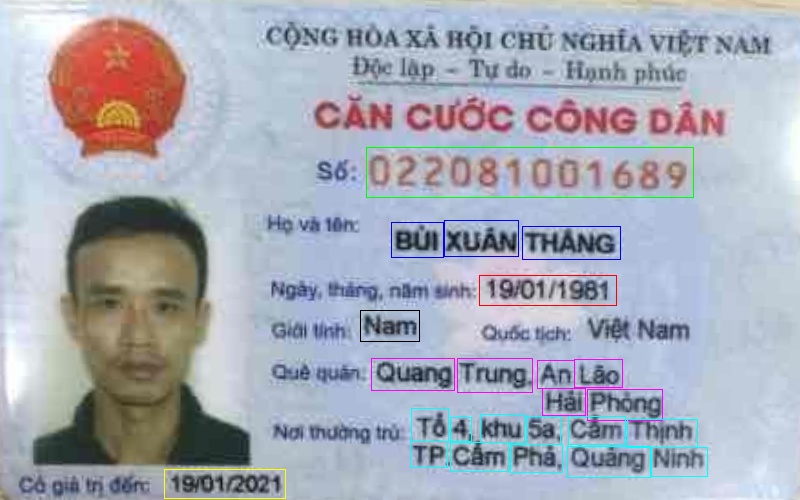 CỘNG HÒA XÃ HỘI CHỦ NGHĨA VIỆT NAM
Độc lập - Tự do - Hạnh phúc
CĂN CƯỚC CÔNG DÂN
Số: 022081001689
Họ và tên: BÙI XUÂN THẮNG
Ngày, tháng, năm sinh: 19/01/1981
Giới tính: Nam Quốc tịch: Việt Nam
Quê quán: Quang Trung, An Lão
Hải Phòng
Nơi thường trú: Tổ 4, khu 5a, Cẩm Thịnh
TP.Cẩm Phả, Quảng Ninh
Có giá trị đến: 19/01/2021